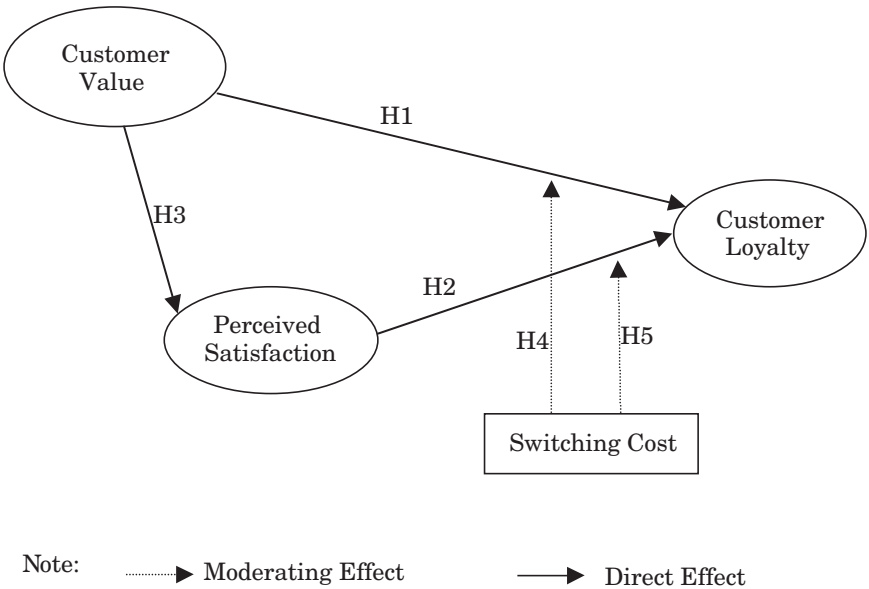 Customer
Value
H1
H3
Customer
Loyalty
H2
Perceived
Satisfaction
H4
H5
Switching Cost
Note:
Moderating Effect
Direct Effect